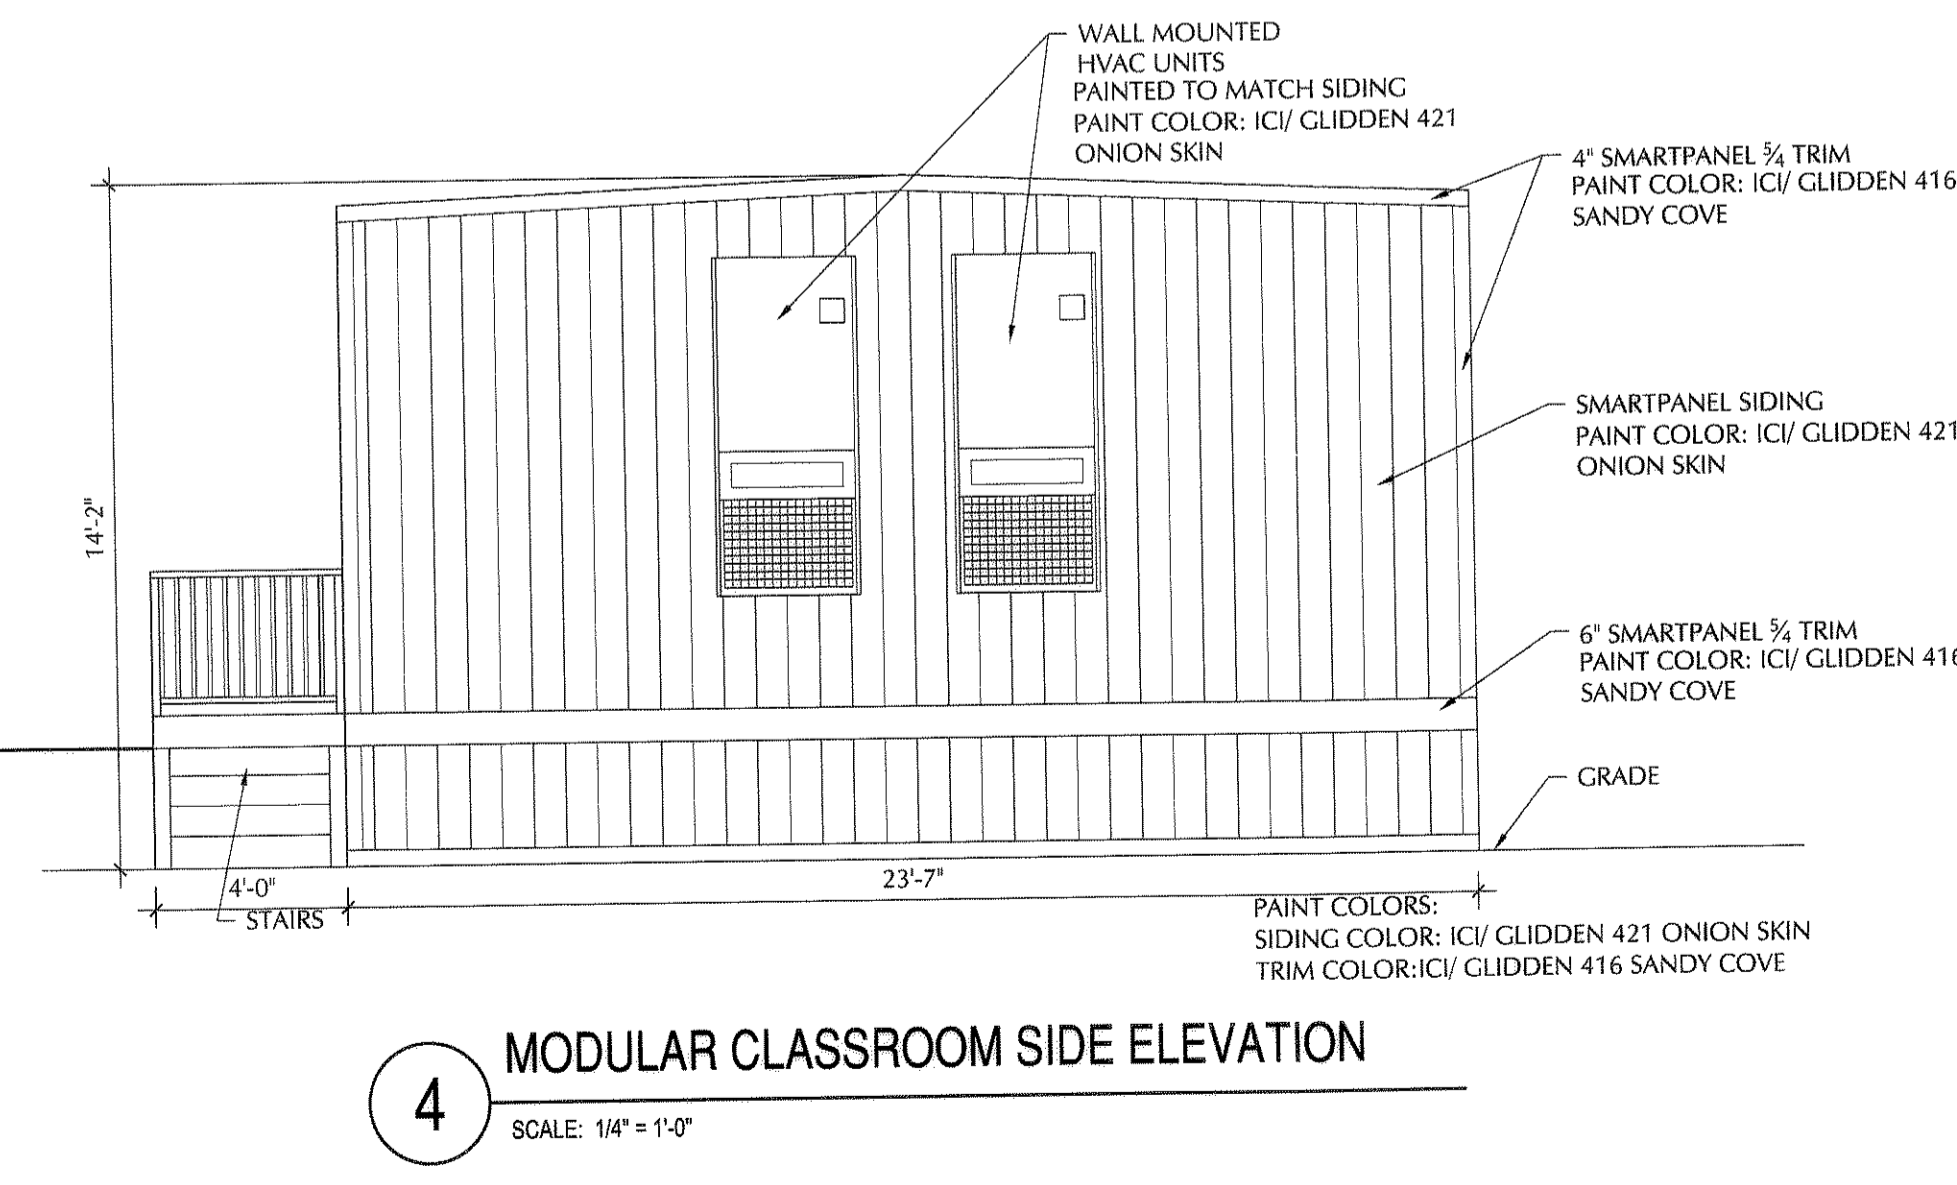 WALL MOUNTED
HVAC UNITS
PAINTED TO MATCH SIDING
PAINT COLOR: ICI/ GLIDDEN 421
ONION SKIN
4" SMARTPANEL 5/4 TRIM
PAINT COLOR: ICI/ GLIDDEN 416
SANDY COVE
SMARTPANEL SIDING
PAINT COLOR: ICI/ GLIDDEN 421
ONION SKIN
14'-2"
6" SMARTPANEL 5/4 TRIM
PAINT COLOR: ICI/ GLIDDEN 416
SANDY COVE
GRADE
4'-0"
STAIRS
23'-7"
PAINT COLORS:
SIDING COLOR: ICI/ GLIDDEN 421 ONION SKIN
TRIM COLOR:ICI/ GLIDDEN 416 SANDY COVE
4
MODULAR CLASSROOM SIDE ELEVATION
SCALE: 1/4" = 1'-0"